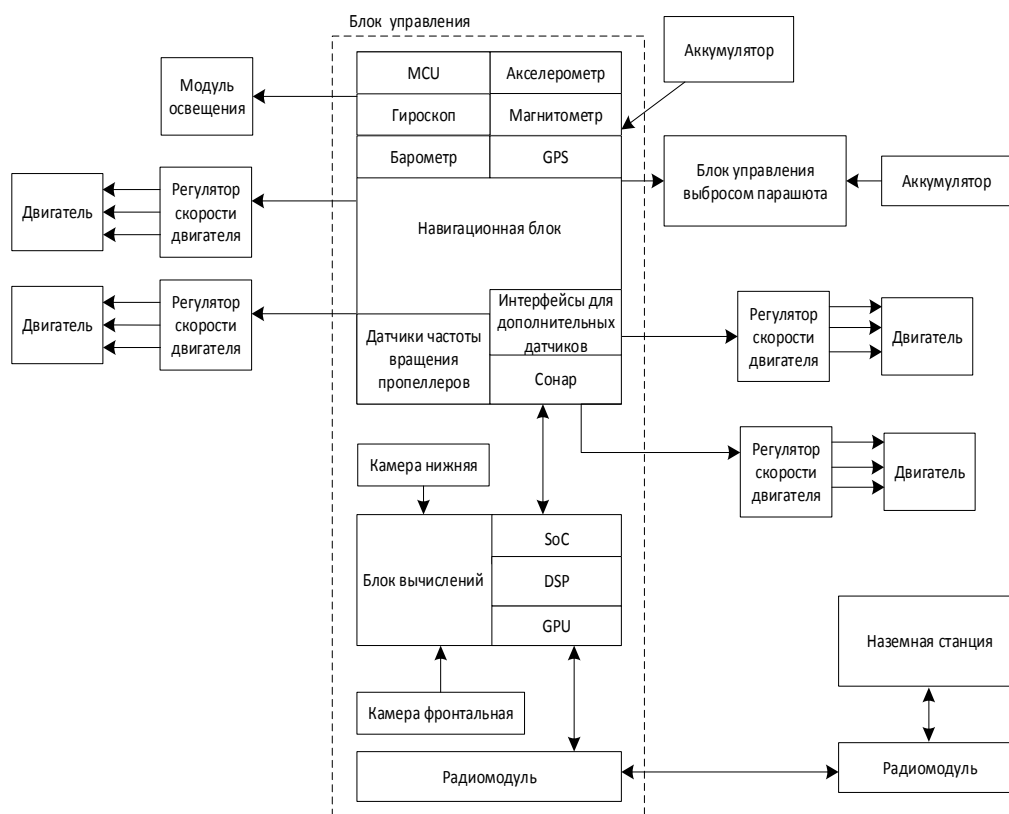 Блок управления
MCU
Акселерометр
Аккумулятор
Модуль
освещения
Гироскоп
Магнитометр
Барометр
GPS
Блок управления
выбросом парашюта
Аккумулятор
Двигатель
Регулятор
скорости
двигателя
Навигационная блок
Двигатель
Регулятор
скорости
двигателя
Датчики частоты
вращения
пропеллеров
Интерфейсы для
дополнительных
датчиков
Сонар
Регулятор
скорости
двигателя
Двигатель
Камера нижняя
Регулятор
скорости
двигателя
Двигатель
Блок вычислений
SoC
DSP
GPU
Наземная станция
Камера фронтальная
Радиомодуль
Радиомодуль